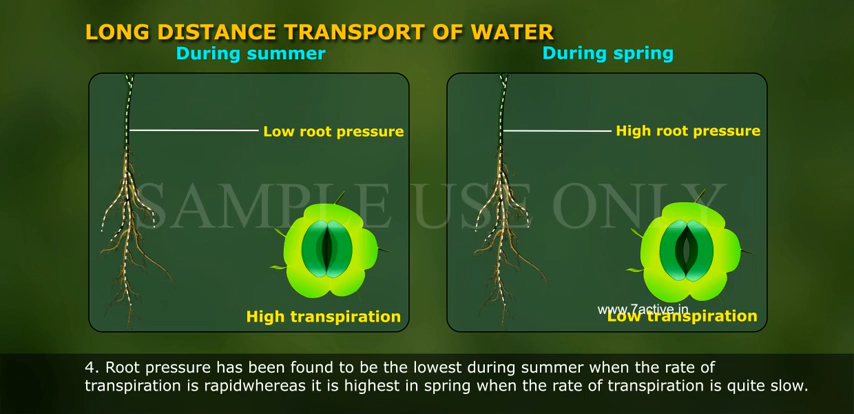 LONG DISTANCE TRANSPORT OF WATER
During summer
During spring
Low root pressure
High root pressure
SAMPLE USE ONLY
High transpiration
www.7active.in
Low transpiration
4. Root pressure has been found to be the lowest during summer when the rate of
transpiration is rapidwhereas it is highest in spring when the rate of transpiration is quite slow.